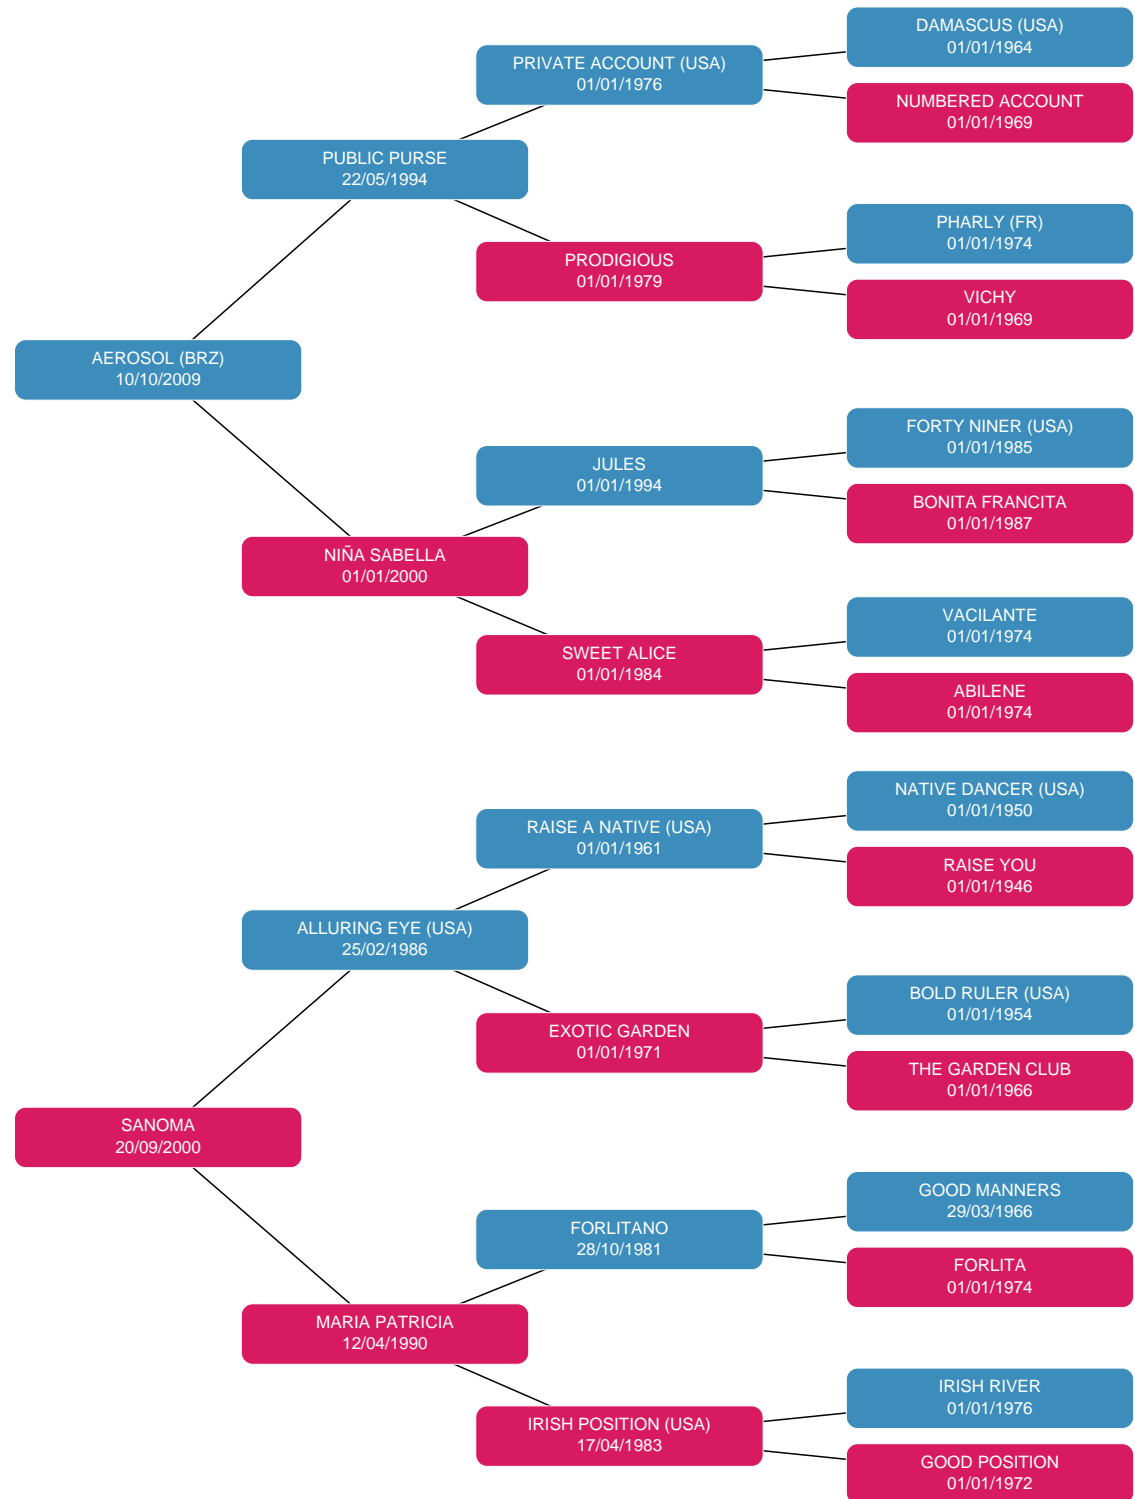 DAMASCUS (USA)
01/01/1964
PRIVATE ACCOUNT (USA)
01/01/1976
NUMBERED ACCOUNT
01/01/1969
PUBLIC PURSE
22/05/1994
PHARLY (FR)
01/01/1974
PRODIGIOUS
01/01/1979
VICHY
01/01/1969
AEROSOL (BRZ)
10/10/2009
FORTY NINER (USA)
01/01/1985
JULES
01/01/1994
BONITA FRANCITA
01/01/1987
NIÑA SABELLA
01/01/2000
VACILANTE
01/01/1974
SWEET ALICE
01/01/1984
ABILENE
01/01/1974
NATIVE DANCER (USA)
01/01/1950
RAISE A NATIVE (USA)
01/01/1961
RAISE YOU
01/01/1946
ALLURING EYE (USA)
25/02/1986
BOLD RULER (USA)
01/01/1954
EXOTIC GARDEN
01/01/1971
THE GARDEN CLUB
01/01/1966
SANOMA
20/09/2000
GOOD MANNERS
29/03/1966
FORLITANO
28/10/1981
FORLITA
01/01/1974
MARIA PATRICIA
12/04/1990
IRISH RIVER
01/01/1976
IRISH POSITION (USA)
17/04/1983
GOOD POSITION
01/01/1972